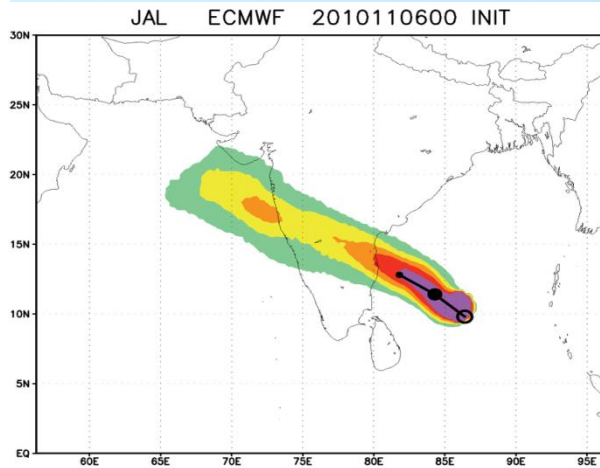 JAL ECMWF 2010110600 INIT
30N
25N
20N
15N
10N
5N
EQ
60E 65E 70E 75E 80E 85E 90E 95E